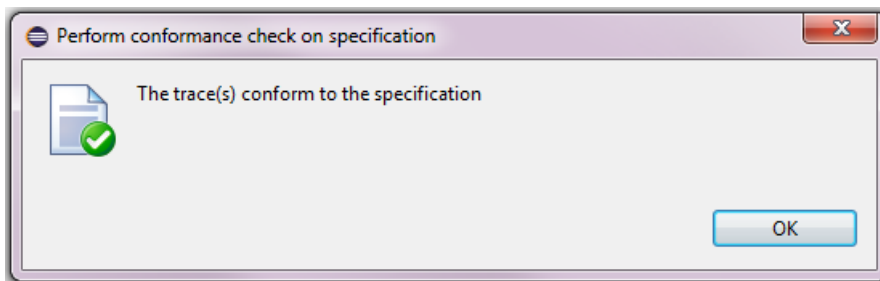 Perform conformance check on specification
The trace(s) conform to the specification
OK